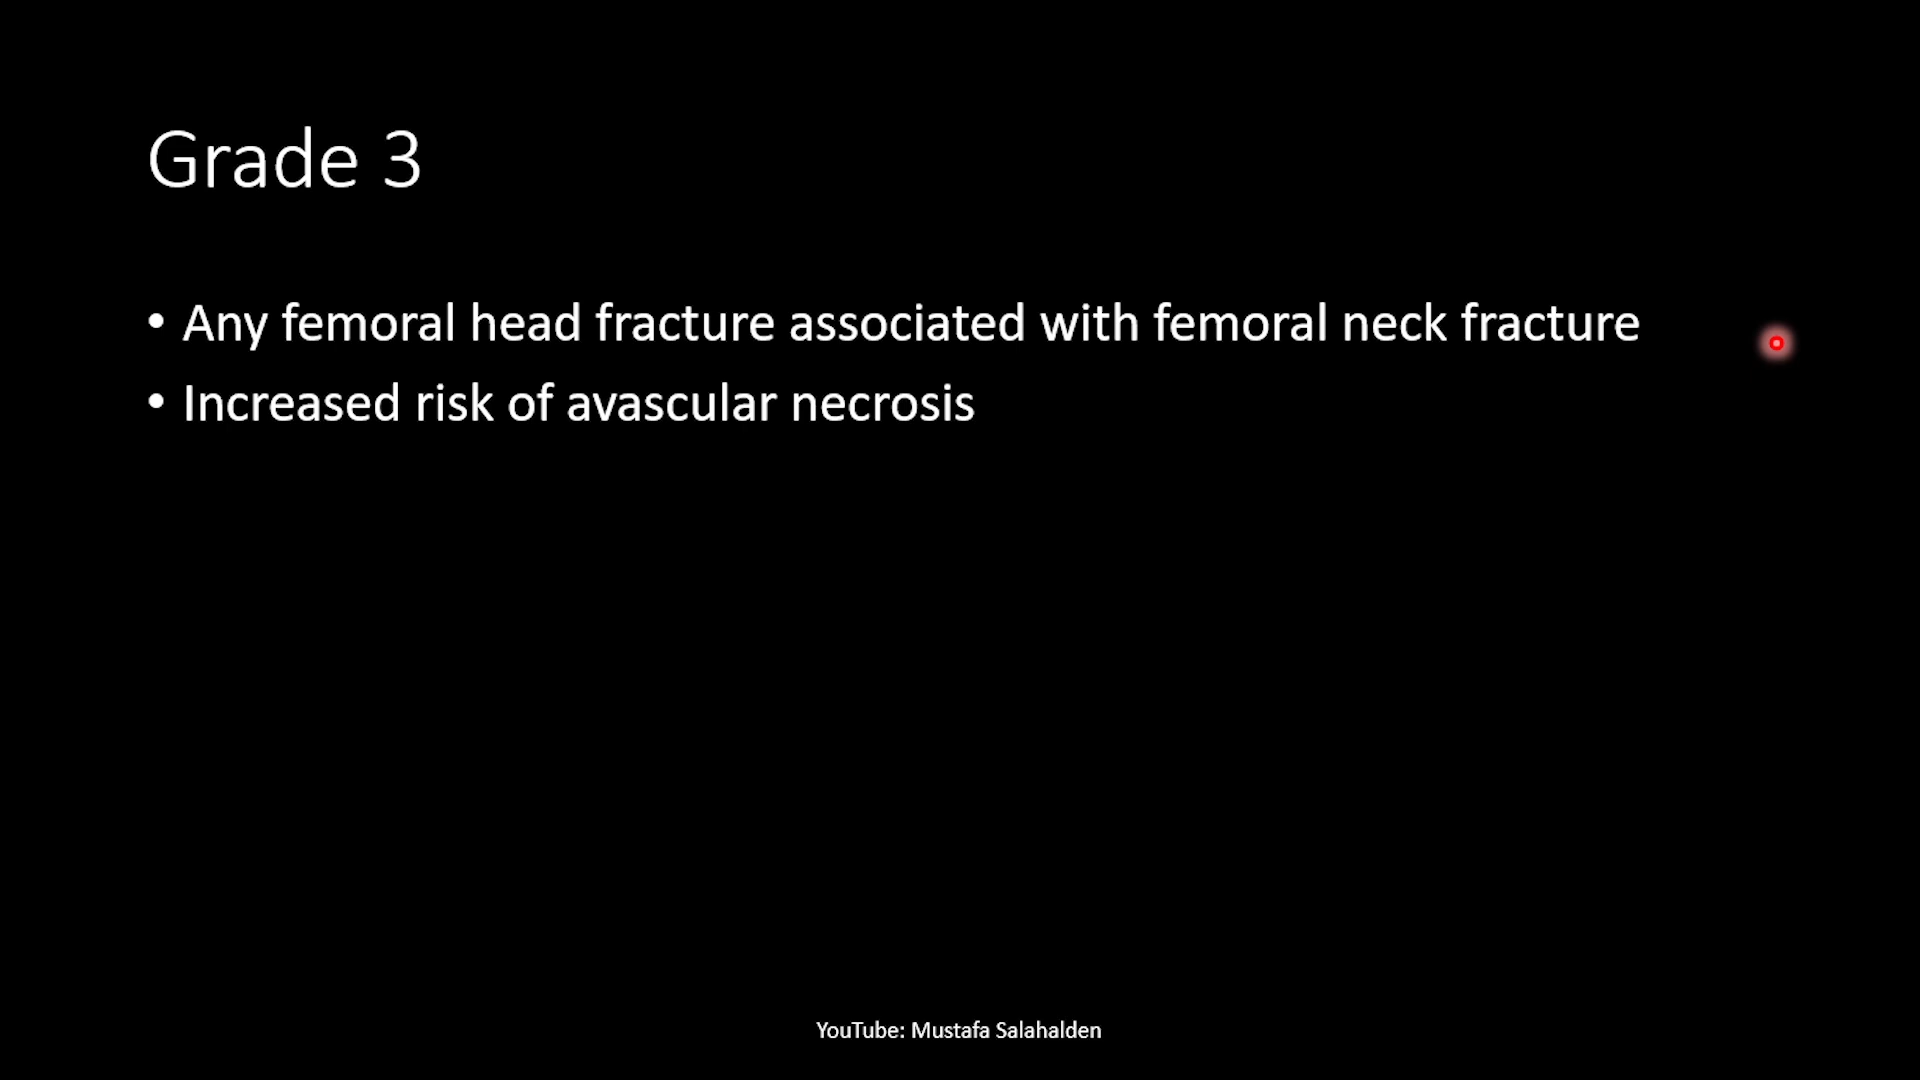 Grade 3
• Any femoral head fracture associated with femoral neck fracture
• Increased risk of avascular necrosis
YouTube: Mustafa Salahalden